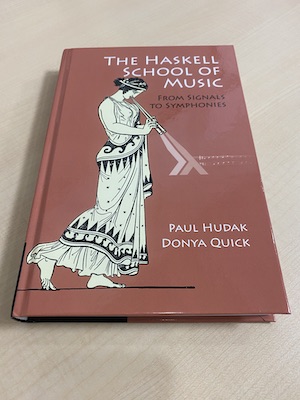 THE HASKELL
SCHOOL OF
MUSIC
FROM SIGNALS
TO SYMPHONIES
PAUL HUDAK
DONYA QUICK